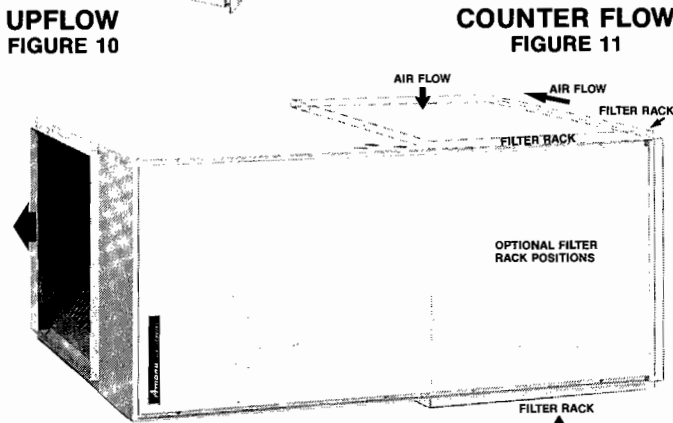 UPFLOW
FIGURE 10
COUNTER FLOW
FIGURE 11
AIR FLOW
AIR FLOW
FILTER RACK
FILTER RACK
OPTIONAL FILTER
RACK POSITIONS
Amana
FILTER RACK